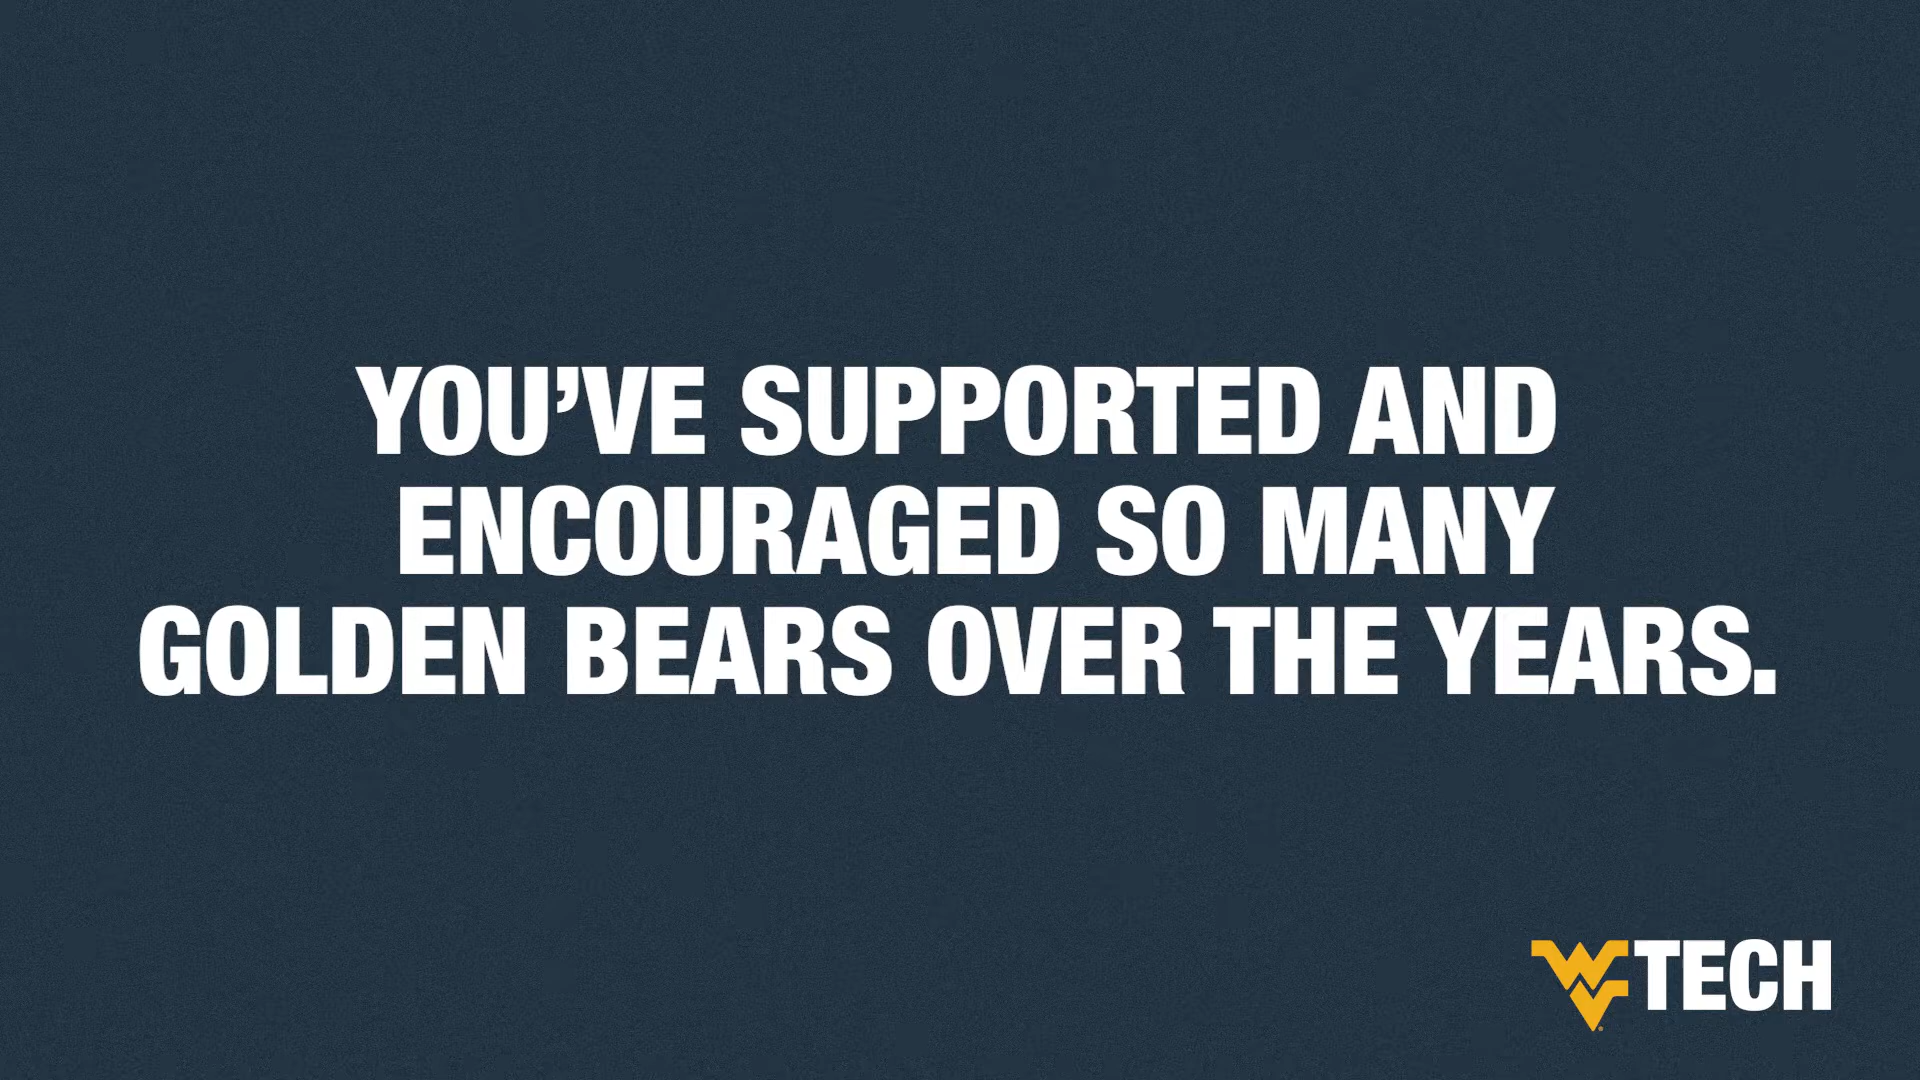 YOU’VE SUPPORTED AND
ENCOURAGED SO MANY
GOLDEN BEARS OVER THE YEARS.
WV TECH